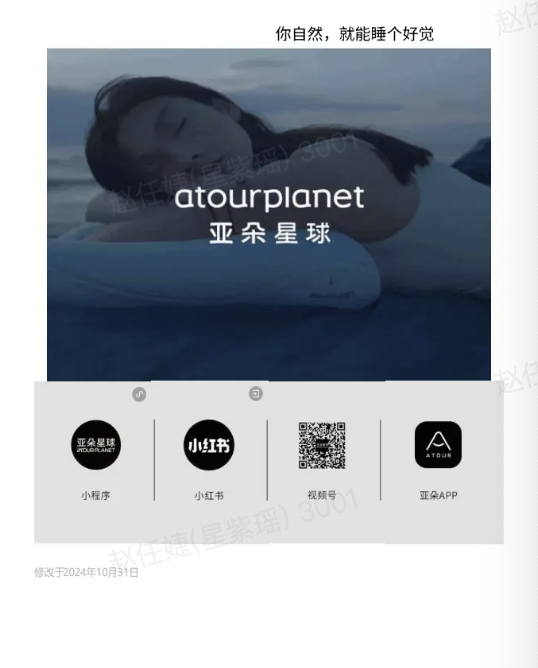 你自然，就能睡个好觉
atourplanet
亚朵星球
亚朵星球
ATOURPLANET
小红书
ATOUR
小程序
小红书
视频号
亚朵APP
修改于2024年10月31日
赵任婕(星紫瑶) 3001
赵任婕(星紫瑶) 3001
赵任
赵任